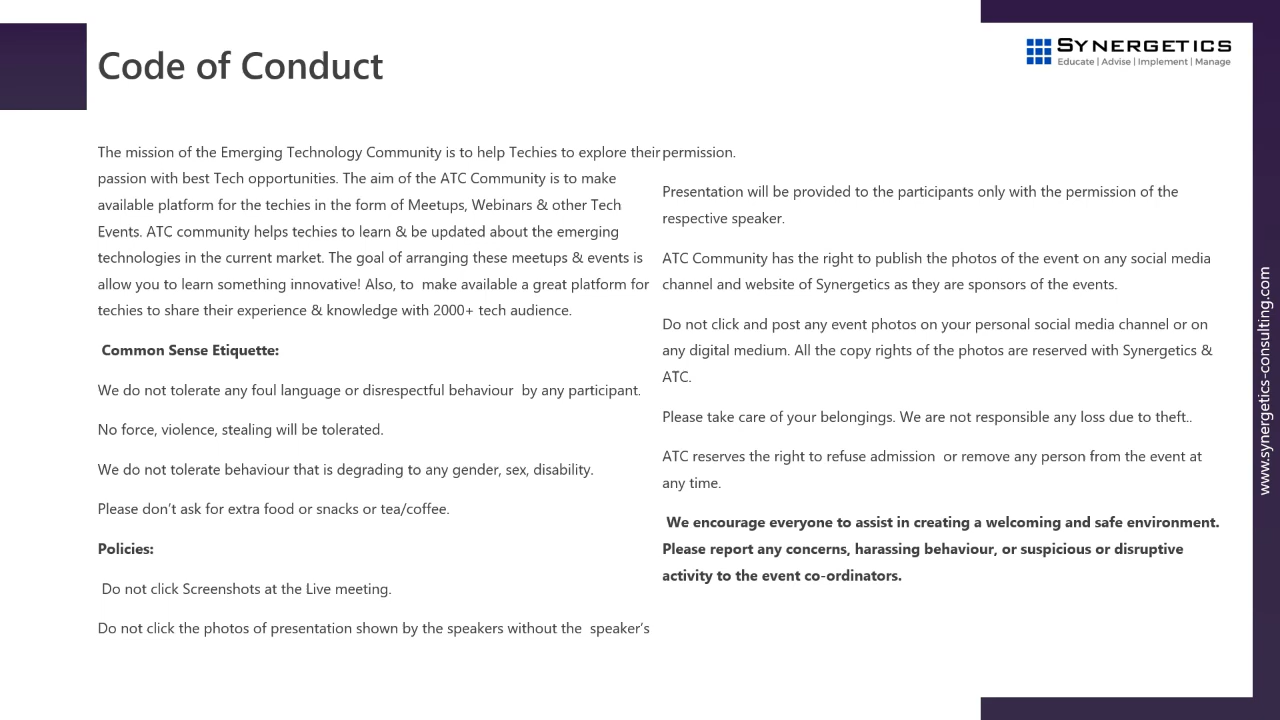 Code of Conduct
SYNERGETICS
Educate | Advise | Implement | Manage
The mission of the Emerging Technology Community is to help Techies to explore their
passion with best Tech opportunities. The aim of the ATC Community is to make
available platform for the techies in the form of Meetups, Webinars & other Tech
Events. ATC community helps techies to learn & be updated about the emerging
technologies in the current market. The goal of arranging these meetups & events is
allow you to learn something innovative! Also, to  make available a great platform for
techies to share their experience & knowledge with 2000+ tech audience.
Common Sense Etiquette:
We do not tolerate any foul language or disrespectful behaviour  by any participant.
No force, violence, stealing will be tolerated.
We do not tolerate behaviour that is degrading to any gender, sex, disability.
Please don’t ask for extra food or snacks or tea/coffee.
Policies:
Do not click Screenshots at the Live meeting.
Do not click the photos of presentation shown by the speakers without the  speaker’s
permission.
Presentation will be provided to the participants only with the permission of the
respective speaker.
ATC Community has the right to publish the photos of the event on any social media
channel and website of Synergetics as they are sponsors of the events.
Do not click and post any event photos on your personal social media channel or on
any digital medium. All the copy rights of the photos are reserved with Synergetics &
ATC.
Please take care of your belongings. We are not responsible any loss due to theft..
ATC reserves the right to refuse admission  or remove any person from the event at
any time.
We encourage everyone to assist in creating a welcoming and safe environment.
Please report any concerns, harassing behaviour, or suspicious or disruptive
activity to the event co-ordinators.
www.synergetics-consulting.com